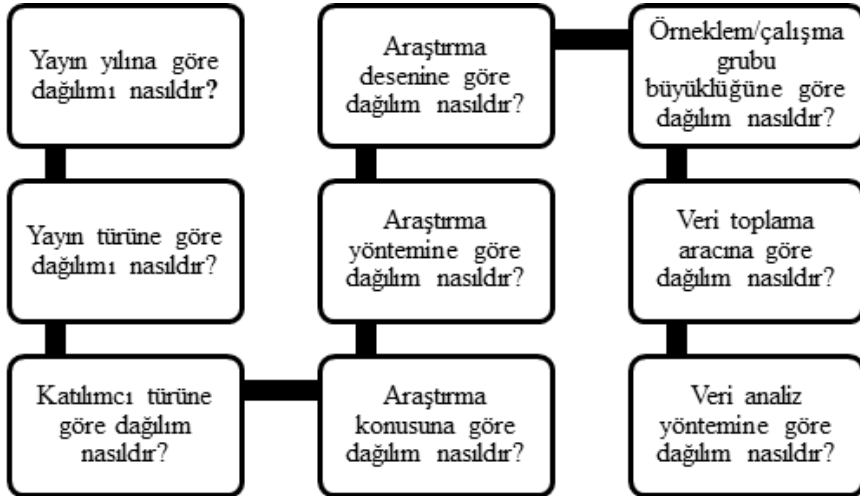 Yayın yılına göre
dağılımı nasıldır?
Yayın türüne göre
dağılımı nasıldır?
Katılımcı türüne
göre dağılım
nasıldır?
Araştırma
konusuna göre
dağılım nasıldır?
Araştırma
yöntemine göre
dağılım nasıldır?
Araştırma
desenine göre
dağılım nasıldır?
Örneklem/çalışma
grubu
büyüklüğüne göre
dağılım nasıldır?
Veri toplama
aracına göre
dağılım nasıldır?
Veri analiz
yöntemine göre
dağılım nasıldır?